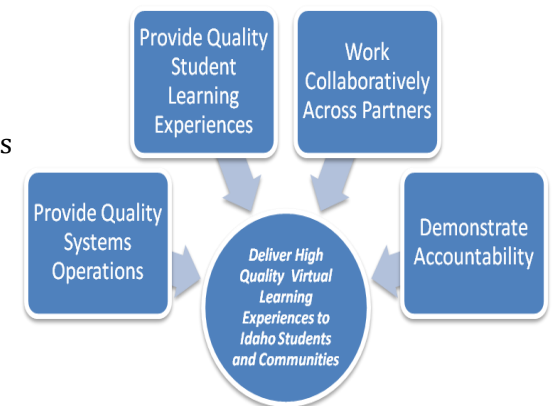 Provide Quality
Student
Learning
Experiences
Work
Collaboratively
Across Partners
s
Provide Quality
Systems
Operations
Demonstrate
Accountability
Deliver High
Quality Virtual
Learning
Experiences to
Idaho Students
and Communities